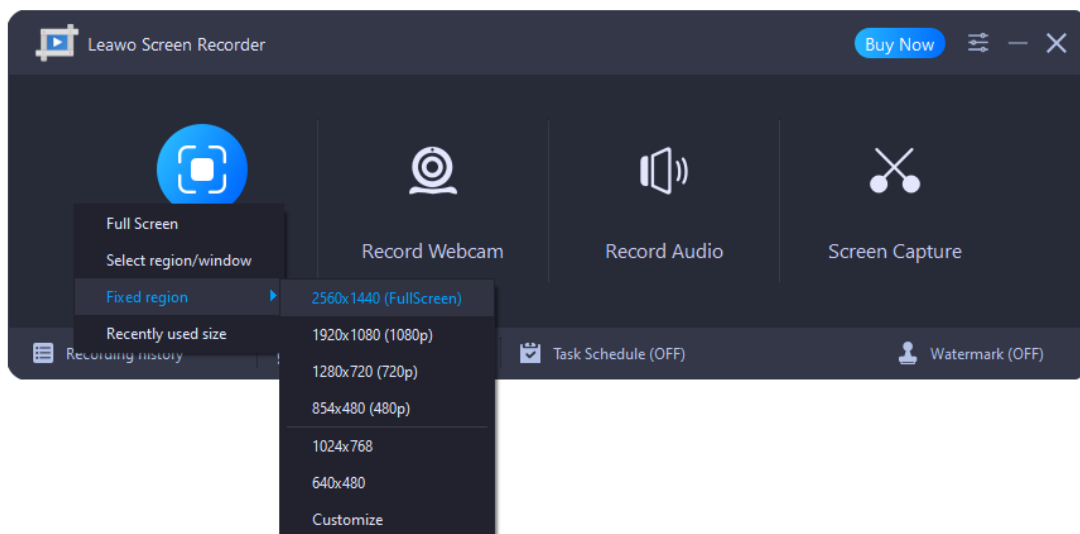 Leawo Screen Recorder
Buy Now
Record Webcam
Record Audio
Screen Capture
Full Screen
Select region/window
Fixed region
Recently used size
2560x1440 (FullScreen)
1920x1080 (1080p)
1280x720 (720p)
854x480 (480p)
1024x768
640x480
Customize
Recording history
Task Schedule (OFF)
Watermark (OFF)